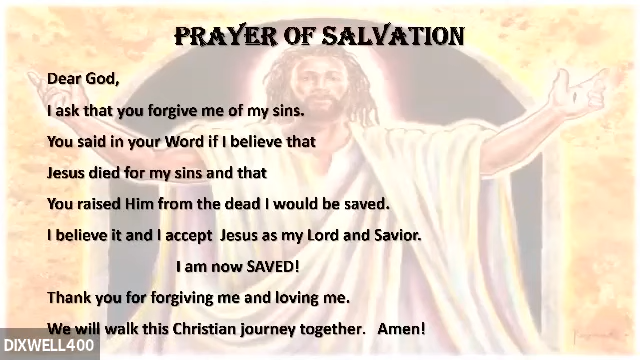 PRAYER OF SALVATION
Dear God,
I ask that you forgive me of my sins.
You said in your Word if I believe that
Jesus died for my sins and that
You raised Him from the dead I would be saved.
I believe it and I accept Jesus as my Lord and Savior.
I am now SAVED!
Thank you for forgiving me and loving me.
We will walk this Christian journey together. Amen!
DIXWELL400